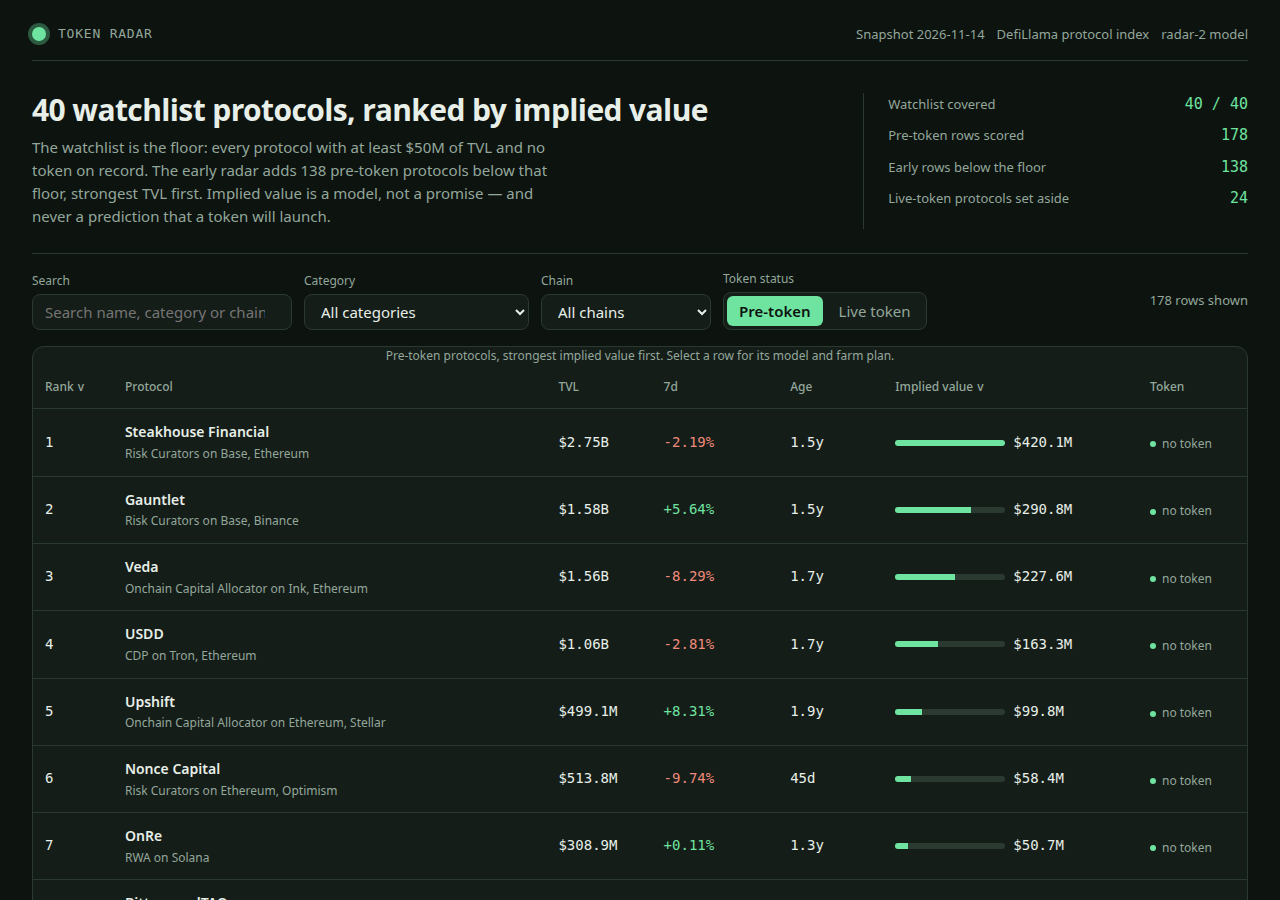 TOKEN RADAR
Snapshot 2026-11-14 DefiLlama protocol index radar-2 model
40 watchlist protocols, ranked by implied value
The watchlist is the floor: every protocol with at least $50M of TVL and no
token on record. The early radar adds 138 pre-token protocols below that
floor, strongest TVL first. Implied value is a model, not a promise — and
never a prediction that a token will launch.
Watchlist covered 40 / 40
Pre-token rows scored 178
Early rows below the floor 138
Live-token protocols set aside 24
Search Category Chain Token status
Search name, category or chain All categories All chains Pre-token Live token 178 rows shown
Pre-token protocols, strongest implied value first. Select a row for its model and farm plan.
Rank v Protocol TVL 7d Age Implied value v Token
1 Steakhouse Financial $2.75B -2.19% 1.5y $420.1M no token
Risk Curators on Base, Ethereum
2 Gauntlet $1.58B +5.64% 1.5y $290.8M no token
Risk Curators on Base, Binance
3 Veda $1.56B -8.29% 1.7y $227.6M no token
Onchain Capital Allocator on Ink, Ethereum
4 USDD $1.06B -2.81% 1.7y $163.3M no token
CDP on Tron, Ethereum
5 Upshift $499.1M +8.31% 1.9y $99.8M no token
Onchain Capital Allocator on Ethereum, Stellar
6 Nonce Capital $513.8M -9.74% 45d $58.4M no token
Risk Curators on Ethereum, Optimism
7 OnRe $308.9M +0.11% 1.3y $50.7M no token
RWA on Solana